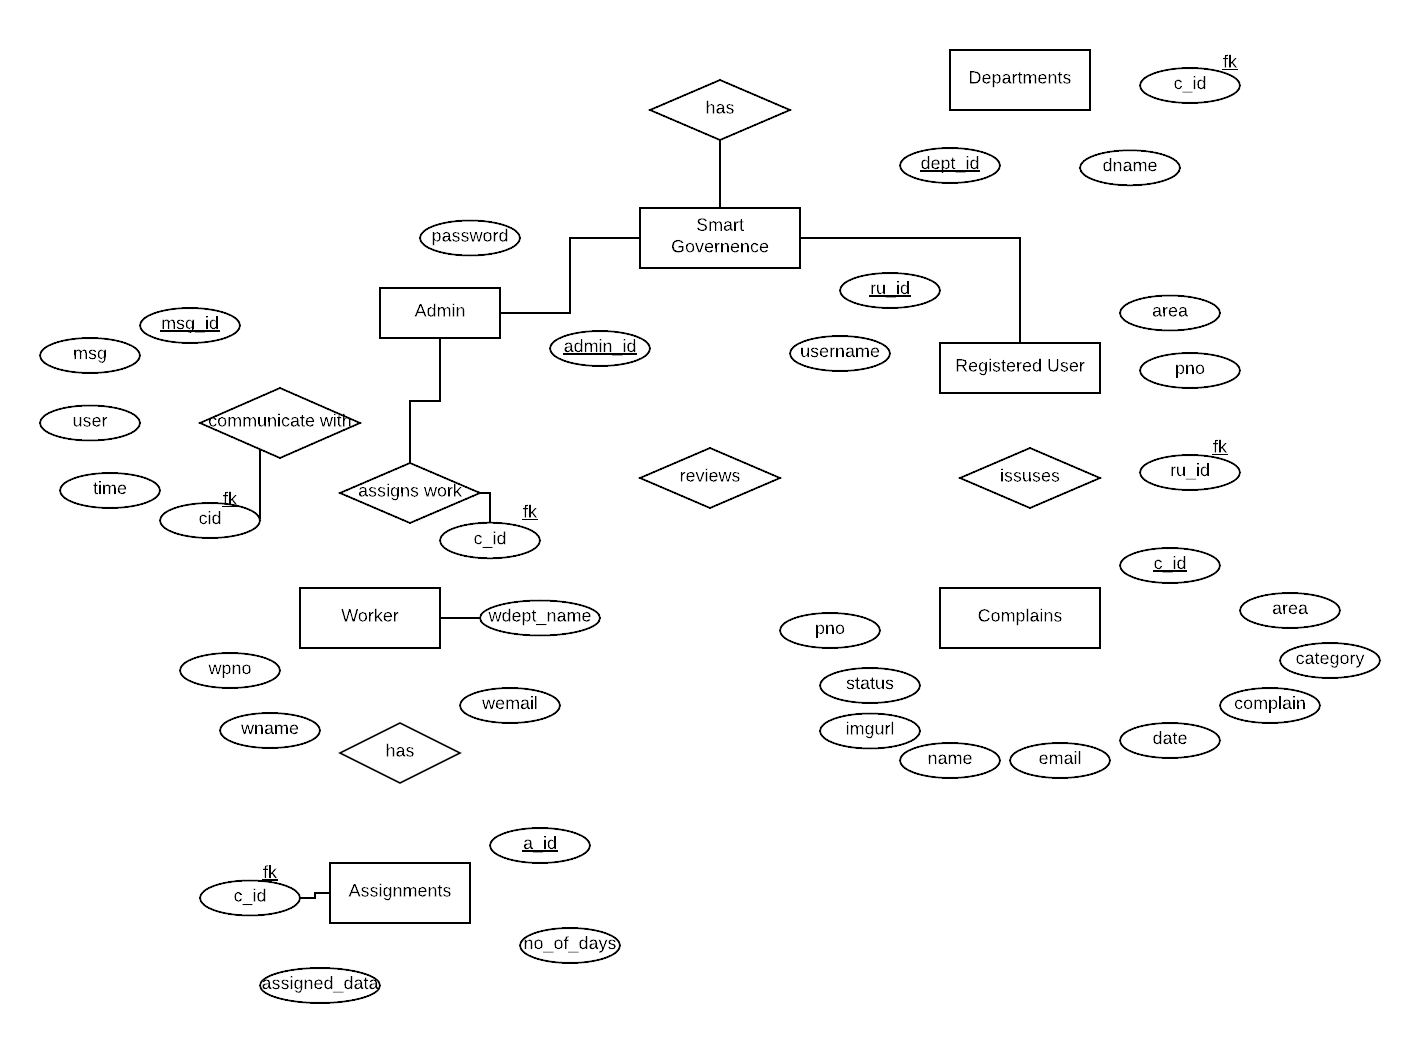 fk
Departments
c_id
has
dept_id
dname
Smart
Governence
password
ru_id
Admin
area
msg_id
admin_id
username
msg
Registered User
pno
communicate with
user
fk
reviews
issuses
ru_id
time
assigns work
fk
cid
fk
c_id
c_id
Worker
wdept_name
Complains
area
pno
category
wpno
status
wemail
complain
wname
imgurl
date
has
name
email
a_id
fk
c_id
Assignments
no_of_days
assigned_data